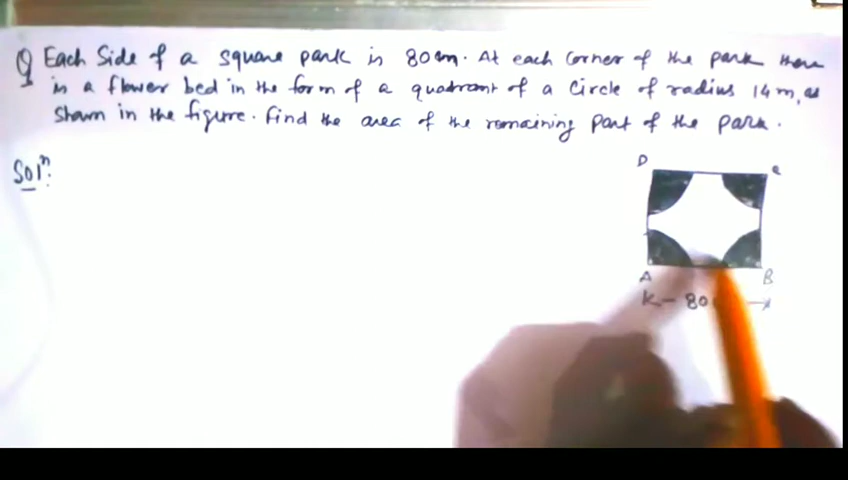 Q Each Side of a square park is 80m. At each corner of the park there
is a flower bed in the form of a quadrant of a circle of radius 14m, as
shown in the figure. Find the area of the remaining part of the park.
Solⁿ:
D C
A B
80